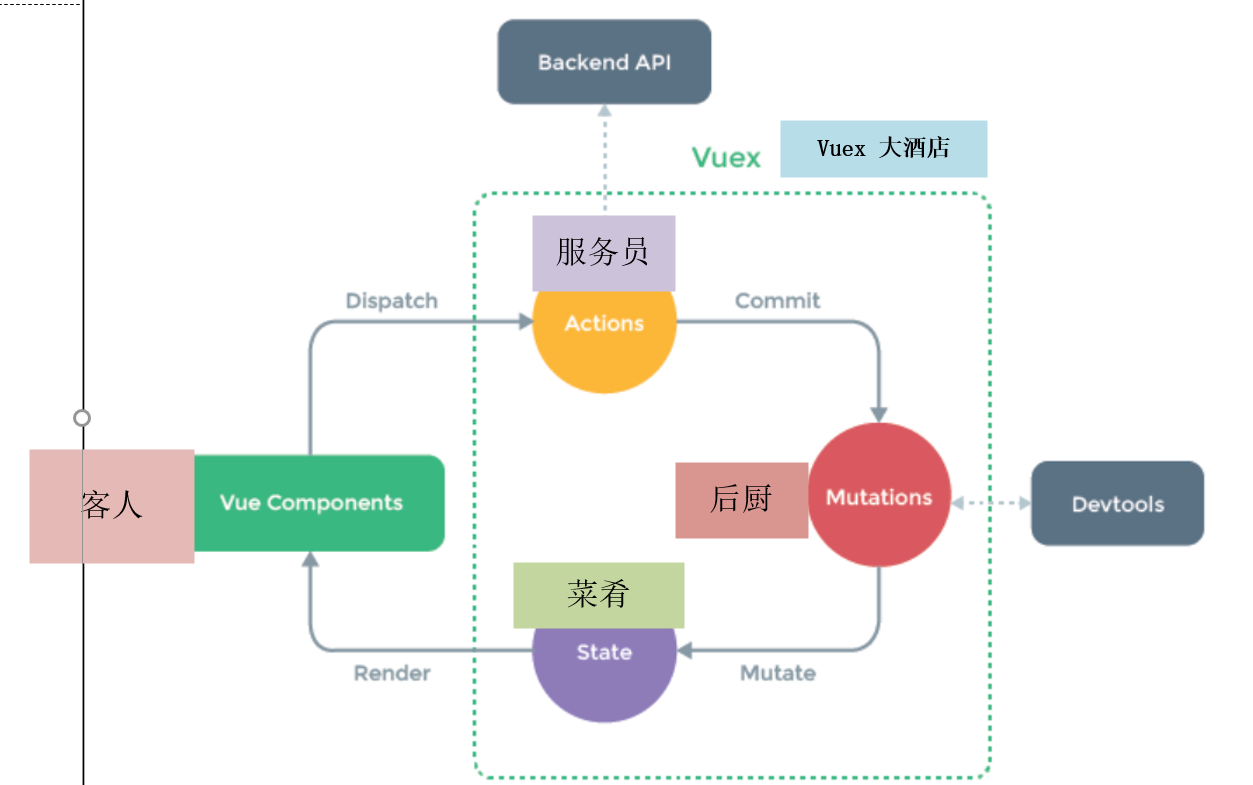 Backend API
Vuex
Vuex 大酒店
服务员
Dispatch
Actions
Commit
客人
Vue Components
后厨
Mutations
Devtools
菜肴
State
Render
Mutate